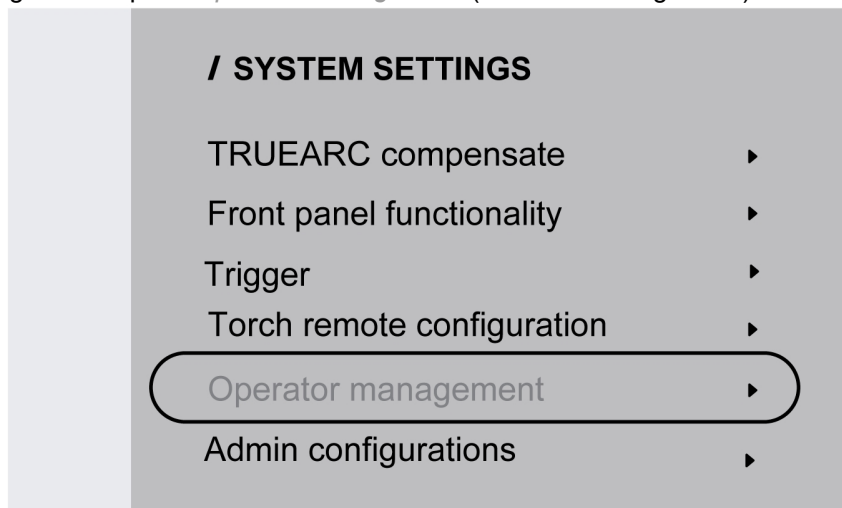 / SYSTEM SETTINGS
TRUEARC compensate
Front panel functionality
Trigger
Torch remote configuration
Operator management
Admin configurations